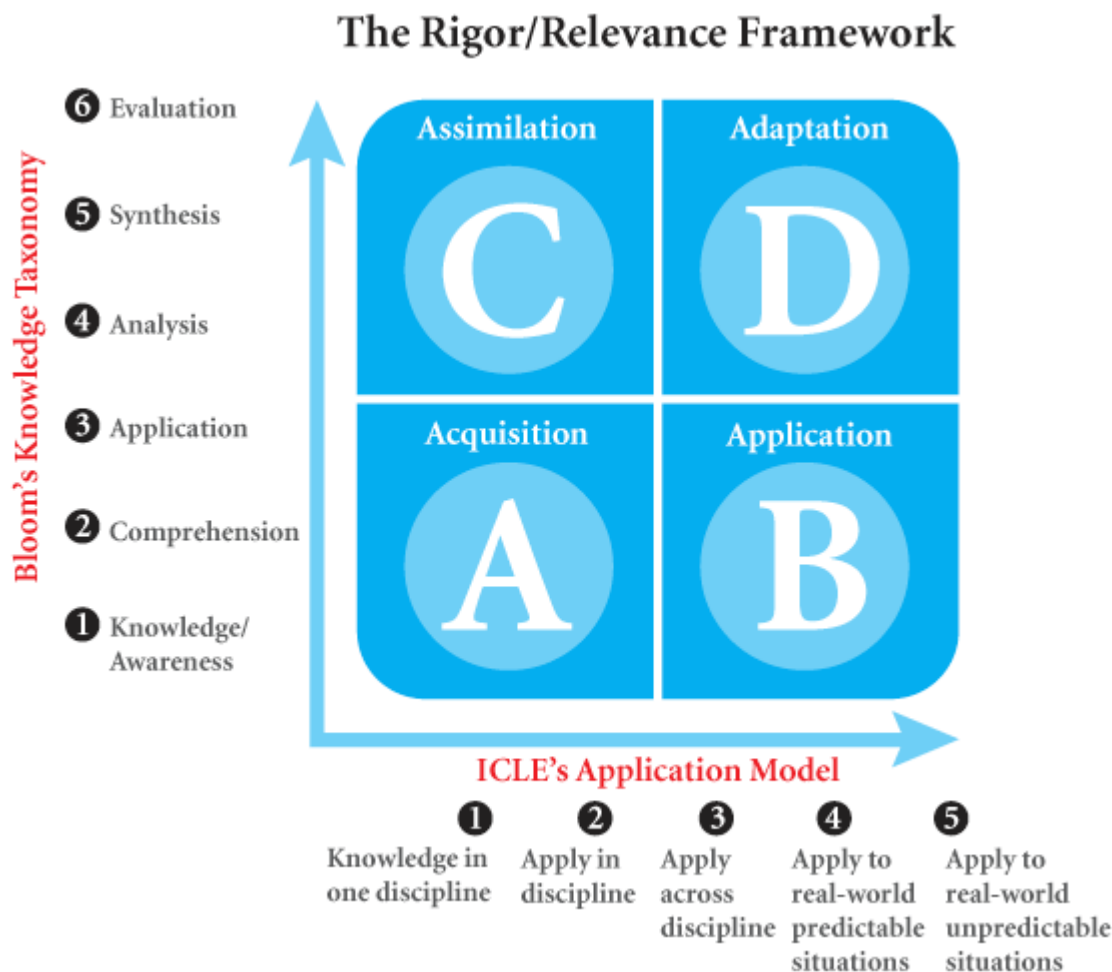 The Rigor/Relevance Framework
Bloom's Knowledge Taxonomy
6 Evaluation
5 Synthesis
4 Analysis
3 Application
2 Comprehension
1 Knowledge/
Awareness
Assimilation
C
Adaptation
D
Acquisition
A
Application
B
ICLE's Application Model
1
Knowledge in
one discipline
2
Apply in
discipline
3
Apply
across
discipline
4
Apply to
real-world
predictable
situations
5
Apply to
real-world
unpredictable
situations